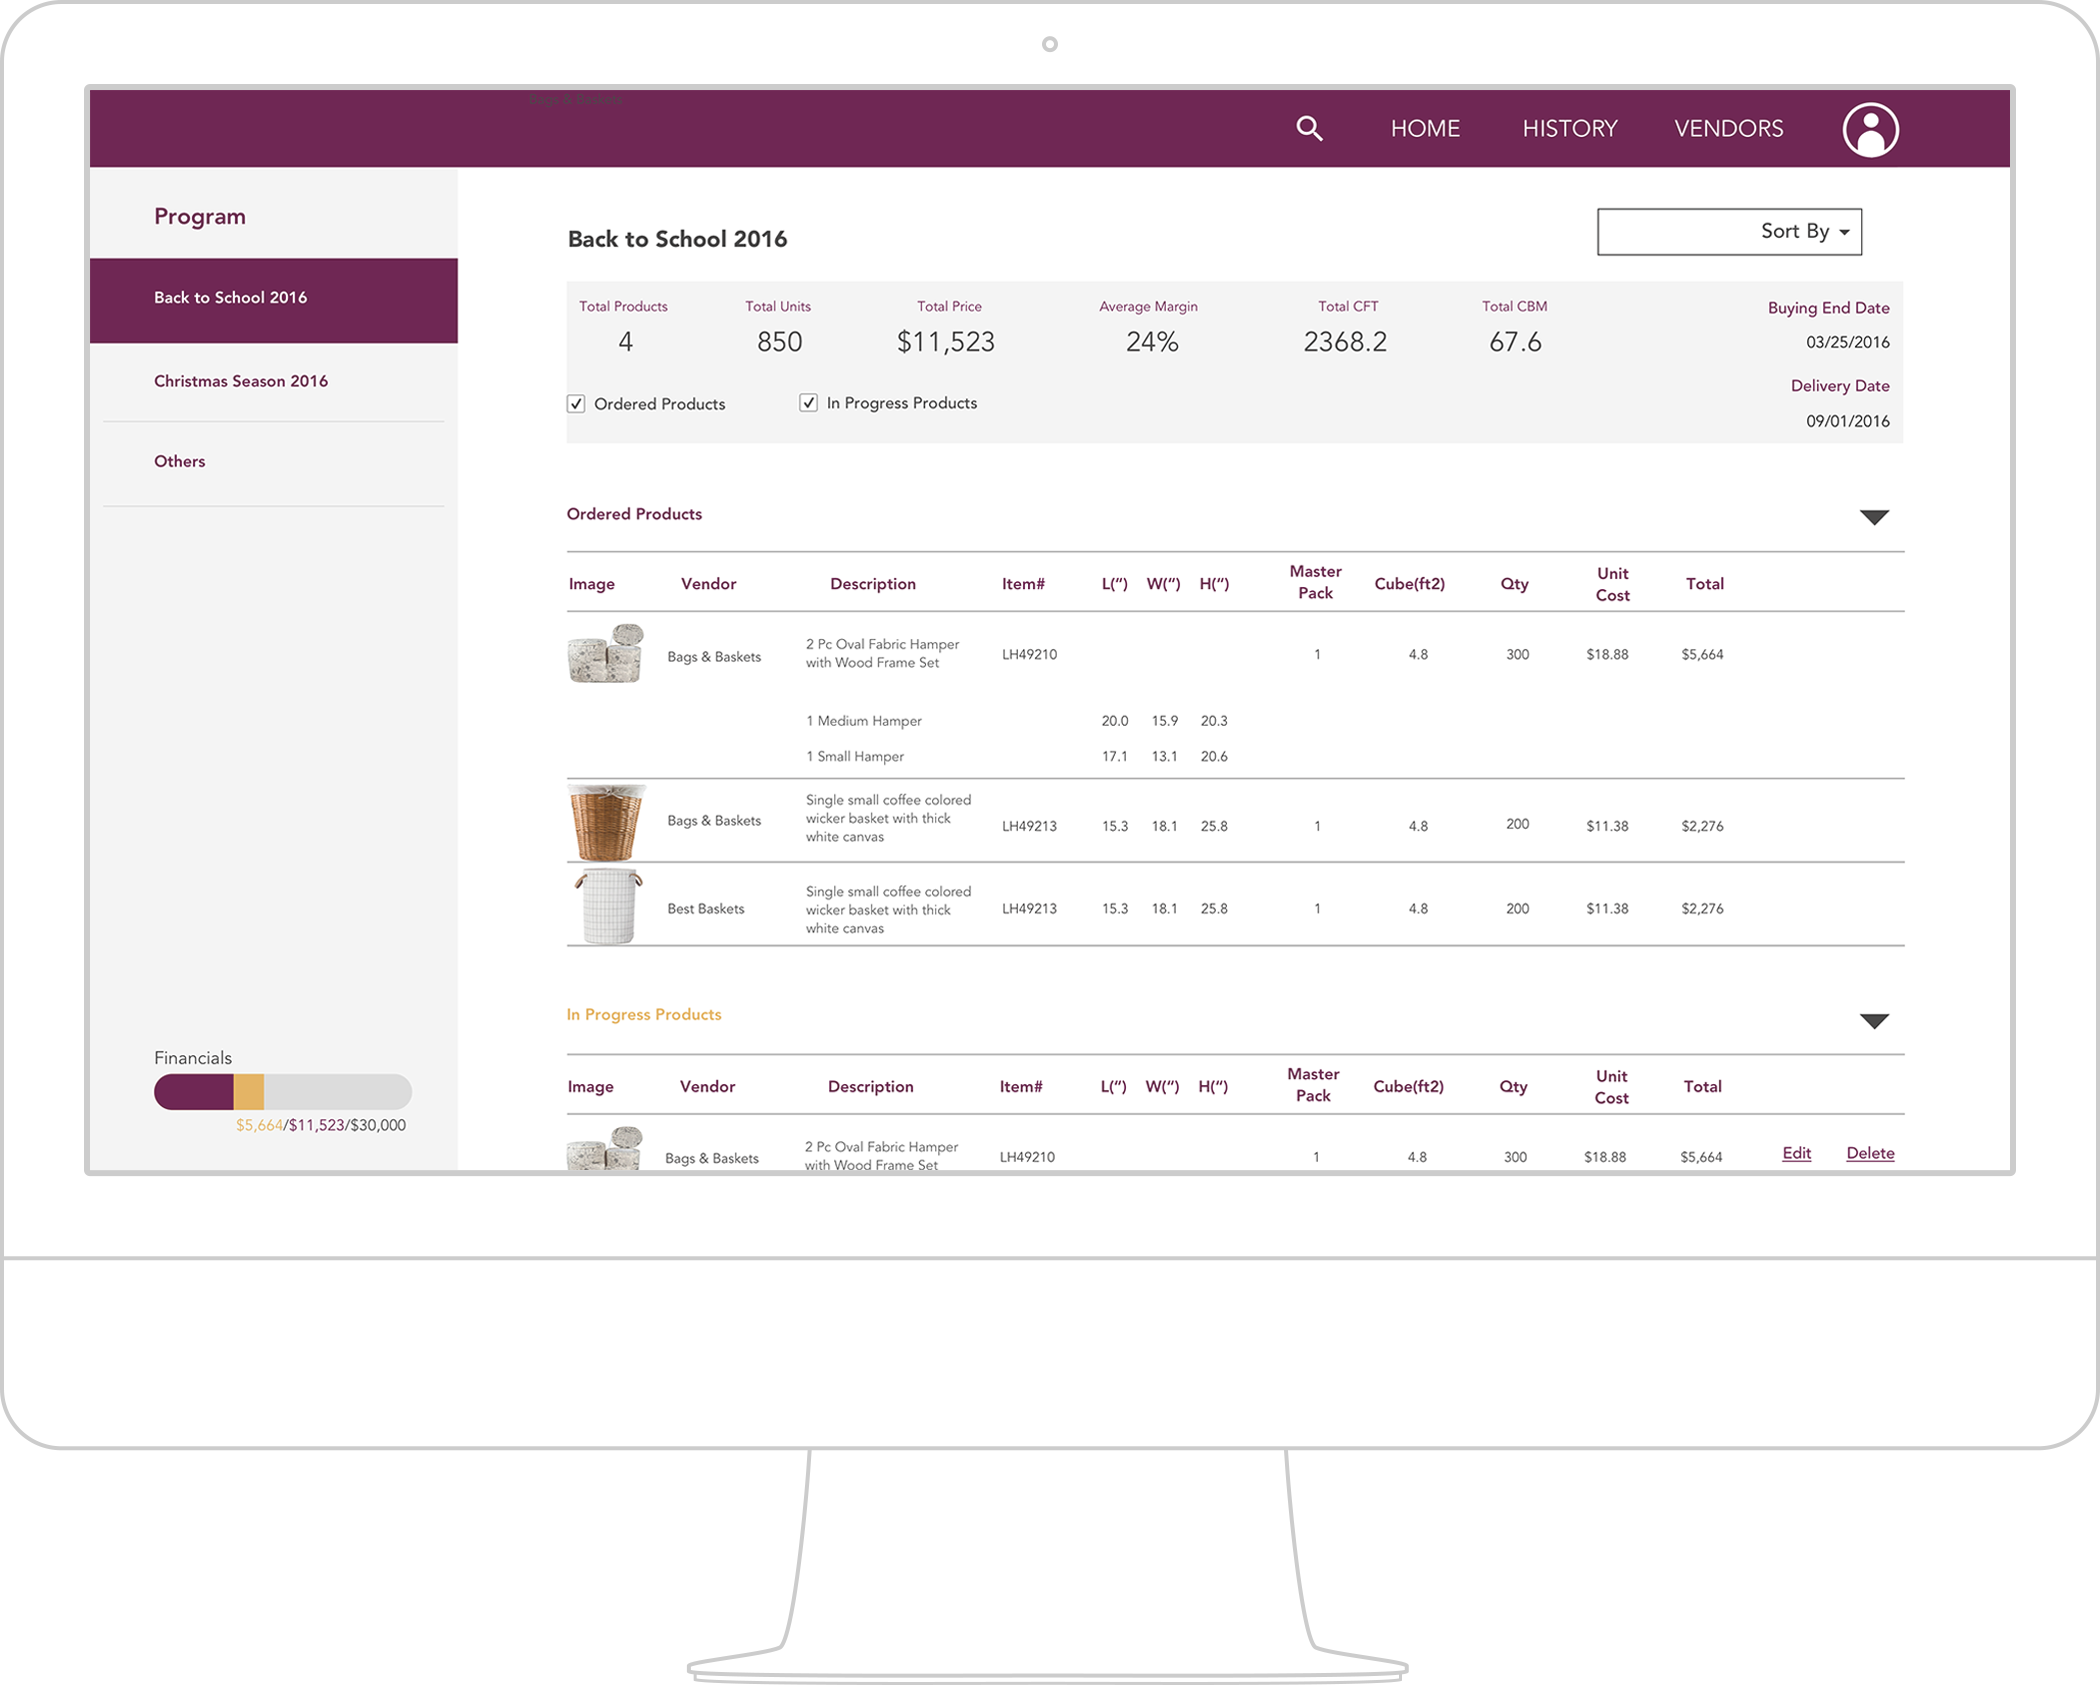 Bags & Baskets
HOME HISTORY VENDORS
Program
Back to School 2016
Christmas Season 2016
Others
Financials
$5,664/$11,523/$30,000
Back to School 2016
Sort By
Total Products Total Units Total Price Average Margin Total CFT Total CBM Buying End Date
4 850 $11,523 24% 2368.2 67.6 03/25/2016
Delivery Date
Ordered Products In Progress Products
09/01/2016
Ordered Products
Image Vendor Description Item# L(“) W(“) H(“) Master Pack Cube(ft2) Qty Unit Cost Total
2 Pc Oval Fabric Hamper
Bags & Baskets with Wood Frame Set LH49210 1 4.8 300 $18.88 $5,664
1 Medium Hamper 20.0 15.9 20.3
1 Small Hamper 17.1 13.1 20.6
Single small coffee colored
Bags & Baskets wicker basket with thick LH49213 15.3 18.1 25.8 1 4.8 200 $11.38 $2,276
white canvas
Single small coffee colored
Best Baskets wicker basket with thick LH49213 15.3 18.1 25.8 1 4.8 200 $11.38 $2,276
white canvas
In Progress Products
Image Vendor Description Item# L(“) W(“) H(“) Master Pack Cube(ft2) Qty Unit Cost Total
2 Pc Oval Fabric Hamper
Bags & Baskets with Wood Frame Set LH49210 1 4.8 300 $18.88 $5,664 Edit Delete